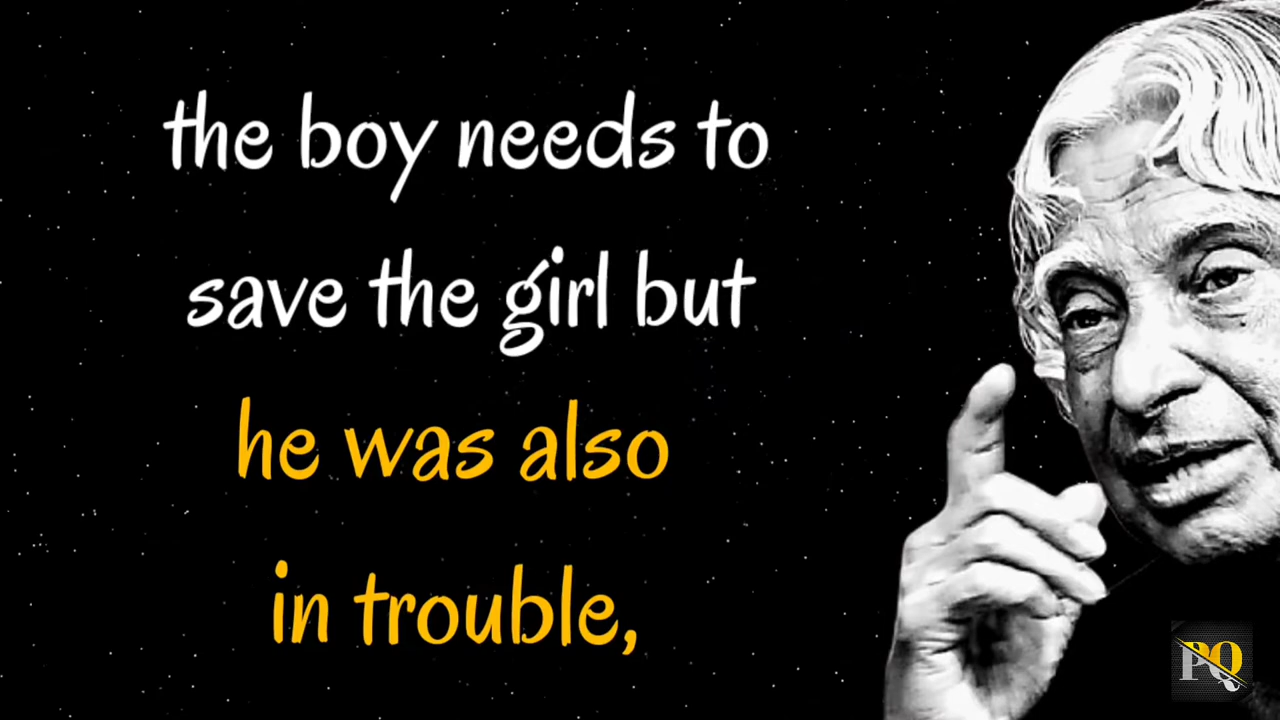 the boy needs to
save the girl but
he was also
in trouble,
PQ